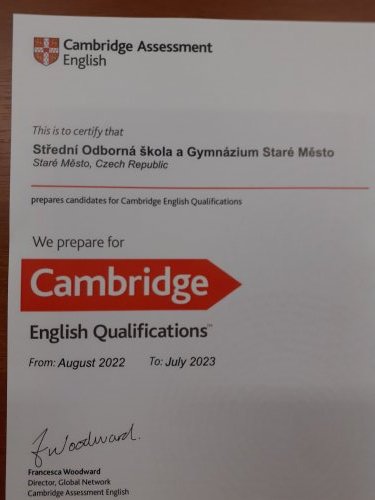 Cambridge Assessment
English
This is to certify that
Střední Odborná škola a Gymnázium Staré Město
Staré Město, Czech Republic
prepares candidates for Cambridge English Qualifications
We prepare for
Cambridge
English Qualifications™
From: August 2022 To: July 2023
F Woodward.
Francesca Woodward
Director, Global Network
Cambridge Assessment English